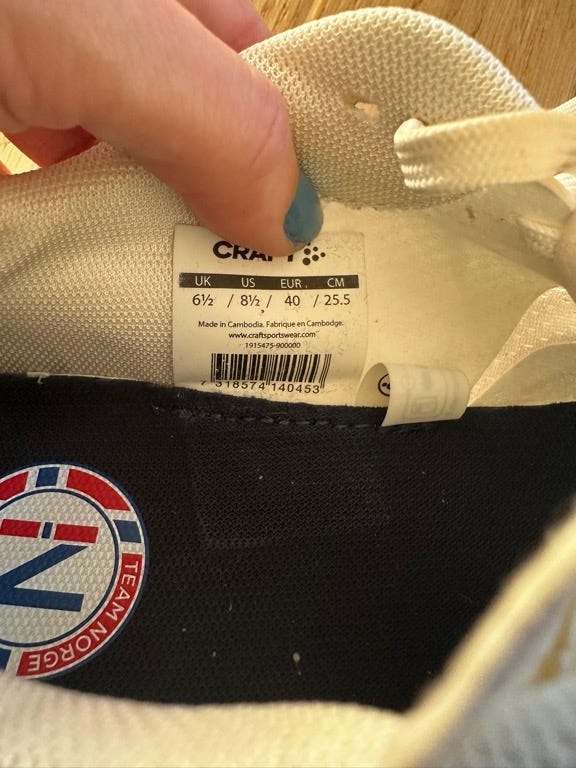 CRAFT
UK US EUR CM
6½ / 8½ / 40 / 25.5
Made in Cambodia. Fabrique en Cambodge.
www.craftsportswear.com
1915475-900000
7 318574 140453
N
TEAM NORGE